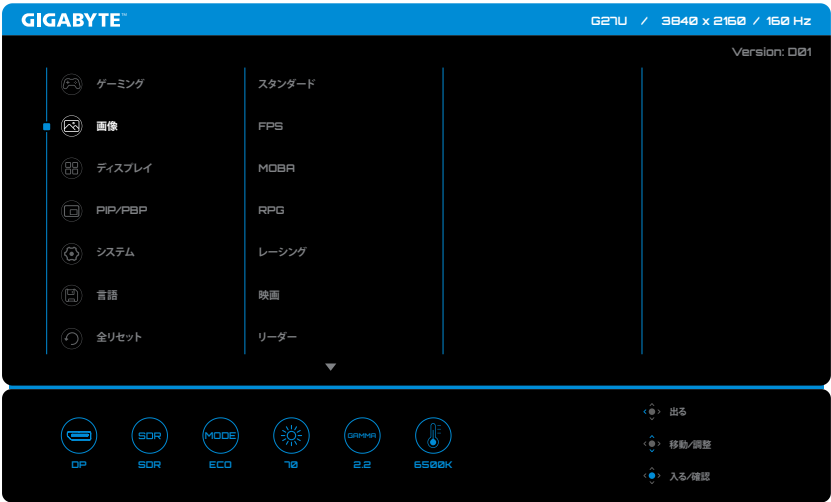 GIGABYTE™
G27U / 3840 x 2160 / 160 Hz
Version: D01
ゲーミング
画像
ディスプレイ
PIP/PBP
システム
言語
全リセット
スタンダード
FPS
MOBA
RPG
レーシング
映画
リーダー
DP
SDR
SDR
MODE
ECO
70
GAMMA
2.2
6500K
出る
移動/調整
入る/確認